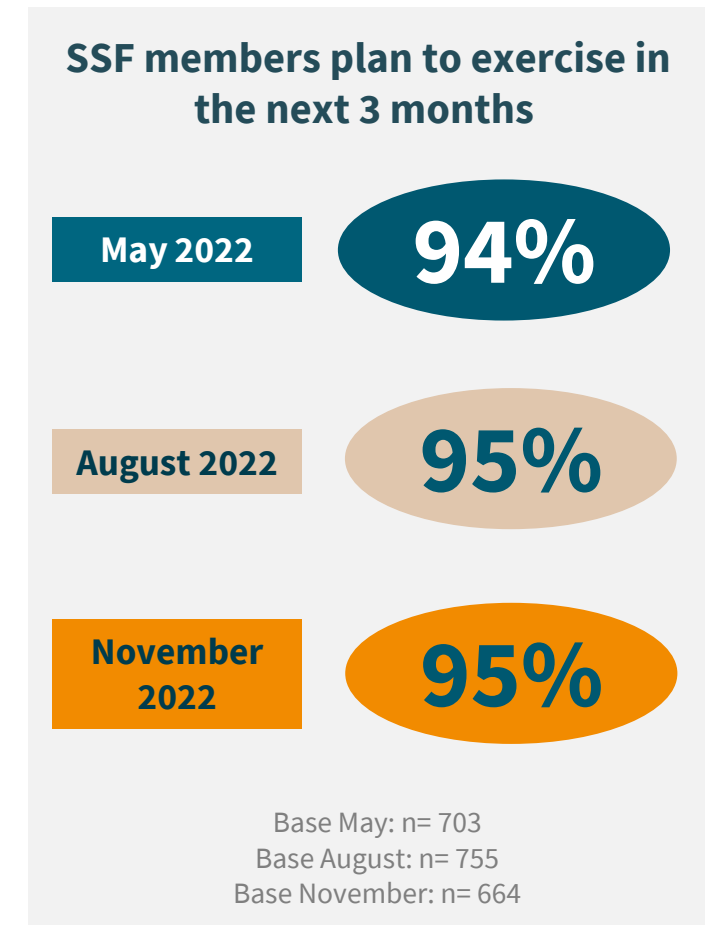 SSF members plan to exercise in
the next 3 months
May 2022
94%
August 2022
95%
November
2022
95%
Base May: n= 703
Base August: n= 755
Base November: n= 664